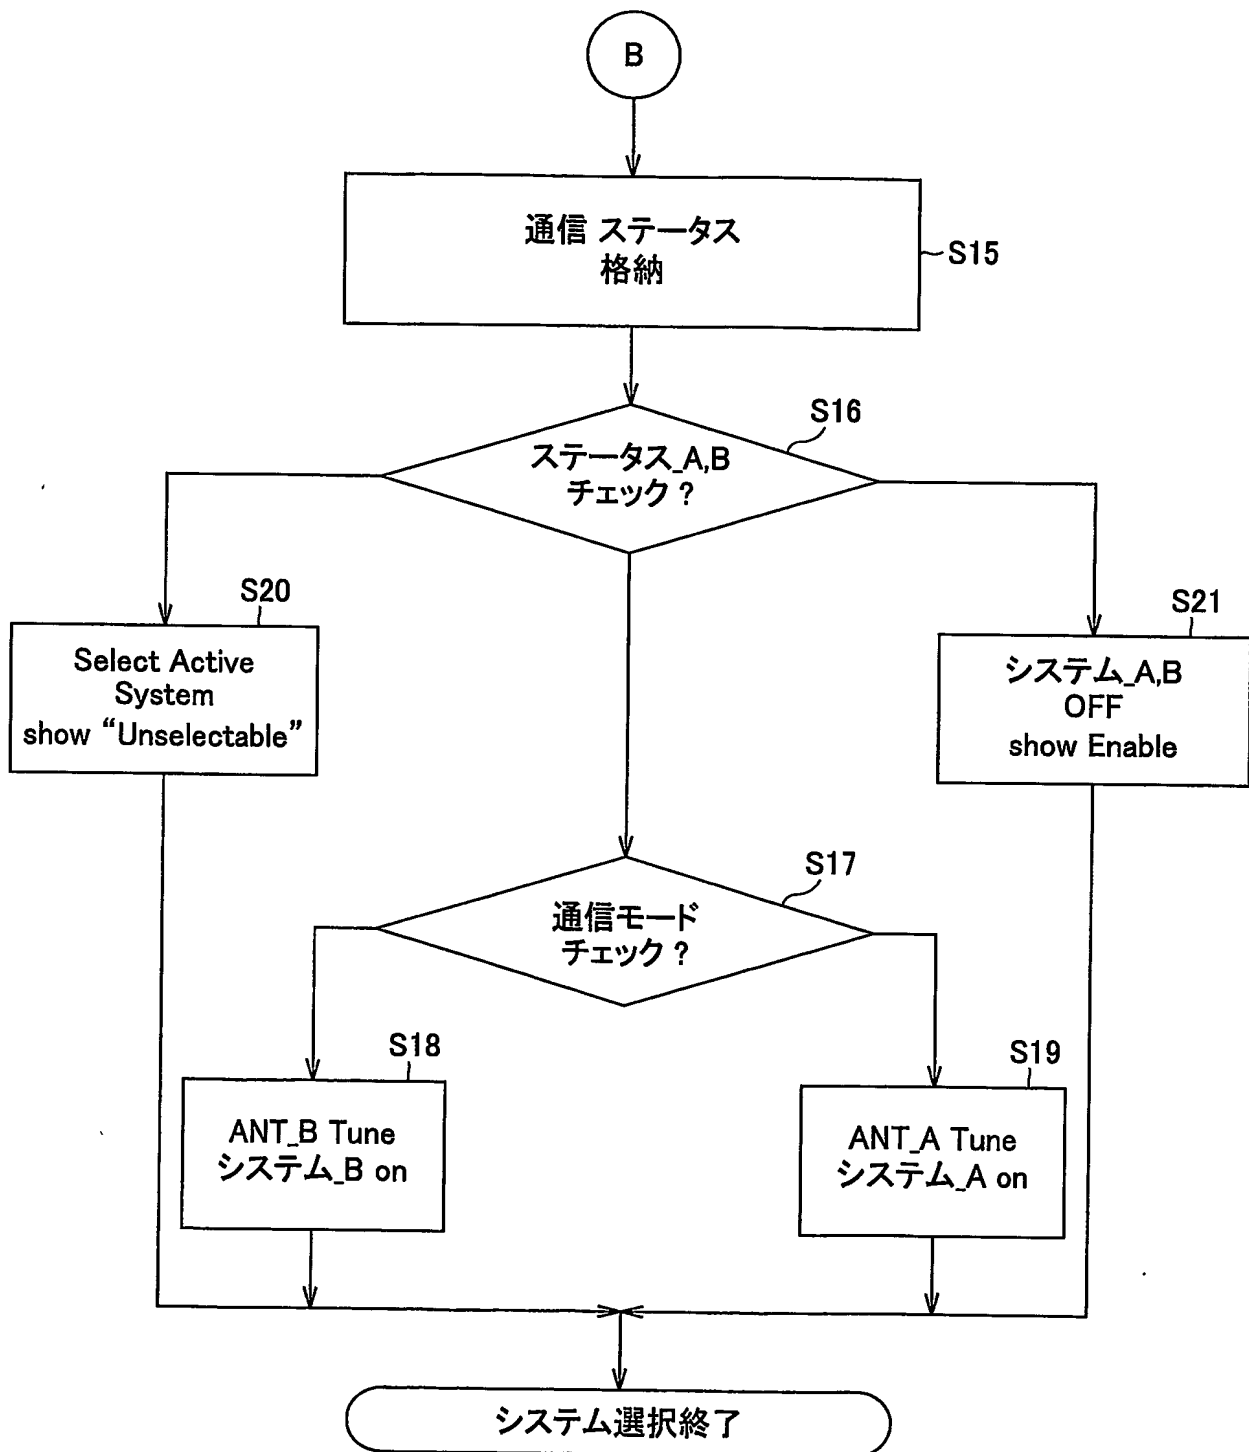 B
通信 ステータス
格納
S15
S16
ステータス_A,B
チェック ?
S20
Select Active
System
show “Unselectable”
S21
システム_A,B
OFF
show Enable
S17
通信モード
チェック ?
S18
ANT_B Tune
システム_B on
S19
ANT_A Tune
システム_A on
システム選択終了